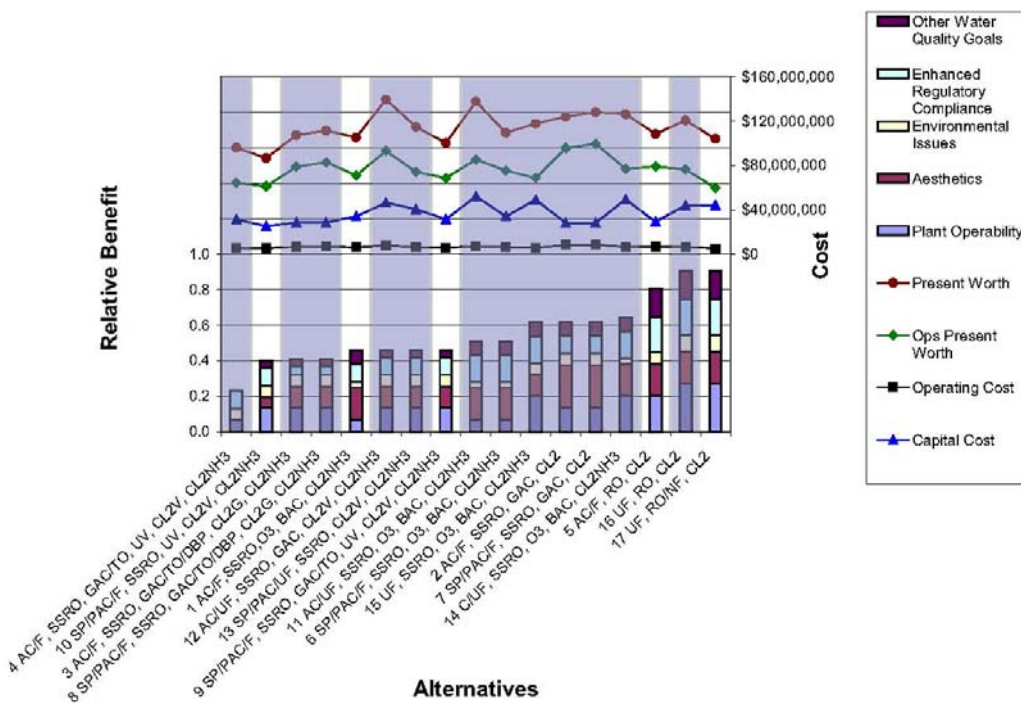 Relative Benefit
1.0
0.8
0.6
0.4
0.2
0.0
$160,000,000
$120,000,000
$80,000,000
$40,000,000
$0
Cost
4 AC/F, SSRO, GAC/TO, UV, CL2V, CL2NH3
10 SP/PAC/F, SSRO, UV, CL2V, CL2NH3
3 AC/F, SSRO, GAC/TO/DBP, CL2G, CL2NH3
8 SP/PAC/F, SSRO, GAC/TO/DBP, CL2G, CL2NH3
1 AC/F, SSRO, O3, BAC, CL2NH3
12 AC/UF, SSRO, GAC, CL2V, CL2NH3
13 SP/PAC/UF, SSRO, CL2V, CL2NH3
9 SP/PAC/F, SSRO, GAC/TO, UV, CL2V, CL2NH3
11 AC/UF, SSRO, O3, BAC, CL2NH3
6 SP/PAC/F, SSRO, O3, BAC, CL2NH3
15 UF, SSRO, O3, BAC, CL2NH3
2 AC/F, SSRO, GAC, CL2
7 SP/PAC/F, SSRO, GAC, CL2
14 C/UF, SSRO, O3, BAC, CL2NH3
5 AC/F, RO, CL2
16 UF, RO, CL2
17 UF, RO/NF, CL2
Alternatives
Other Water
Quality Goals
Enhanced
Regulatory
Compliance
Environmental
Issues
Aesthetics
Plant Operability
Present Worth
Ops Present
Worth
Operating Cost
Capital Cost